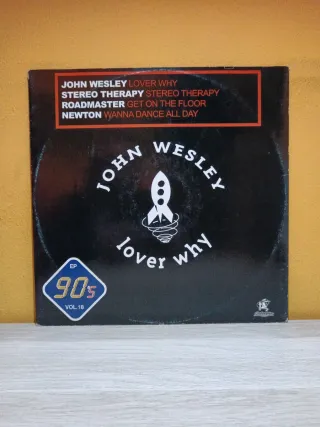 JOHN WESLEY LOVER WHY
STEREO THERAPY STEREO THERAPY
ROADMASTER GET ON THE FLOOR
NEWTON WANNA DANCE ALL DAY
JOHN WESLEY
lover why
EP
90s
VOL.18